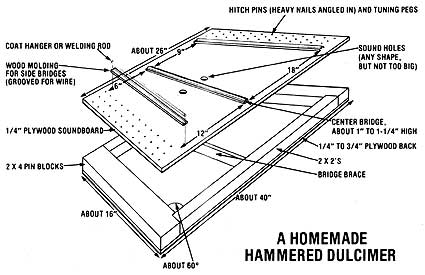 HITCH PINS (HEAVY NAILS ANGLED IN) AND TUNING PEGS
COAT HANGER OR WELDING ROD
ABOUT 26"
9"
WOOD MOLDING
FOR SIDE BRIDGES
(GROOVED FOR WIRE)
SOUND HOLES
(ANY SHAPE,
BUT NOT TOO BIG)
6"
18"
12"
1/4" PLYWOOD SOUNDBOARD
CENTER BRIDGE,
ABOUT 1" TO 1-1/4" HIGH
1/4" TO 3/4" PLYWOOD BACK
2 X 4 PIN BLOCKS
2 X 2'S
BRIDGE BRACE
ABOUT 40"
ABOUT 16"
ABOUT 60°
A HOMEMADE
HAMMERED DULCIMER